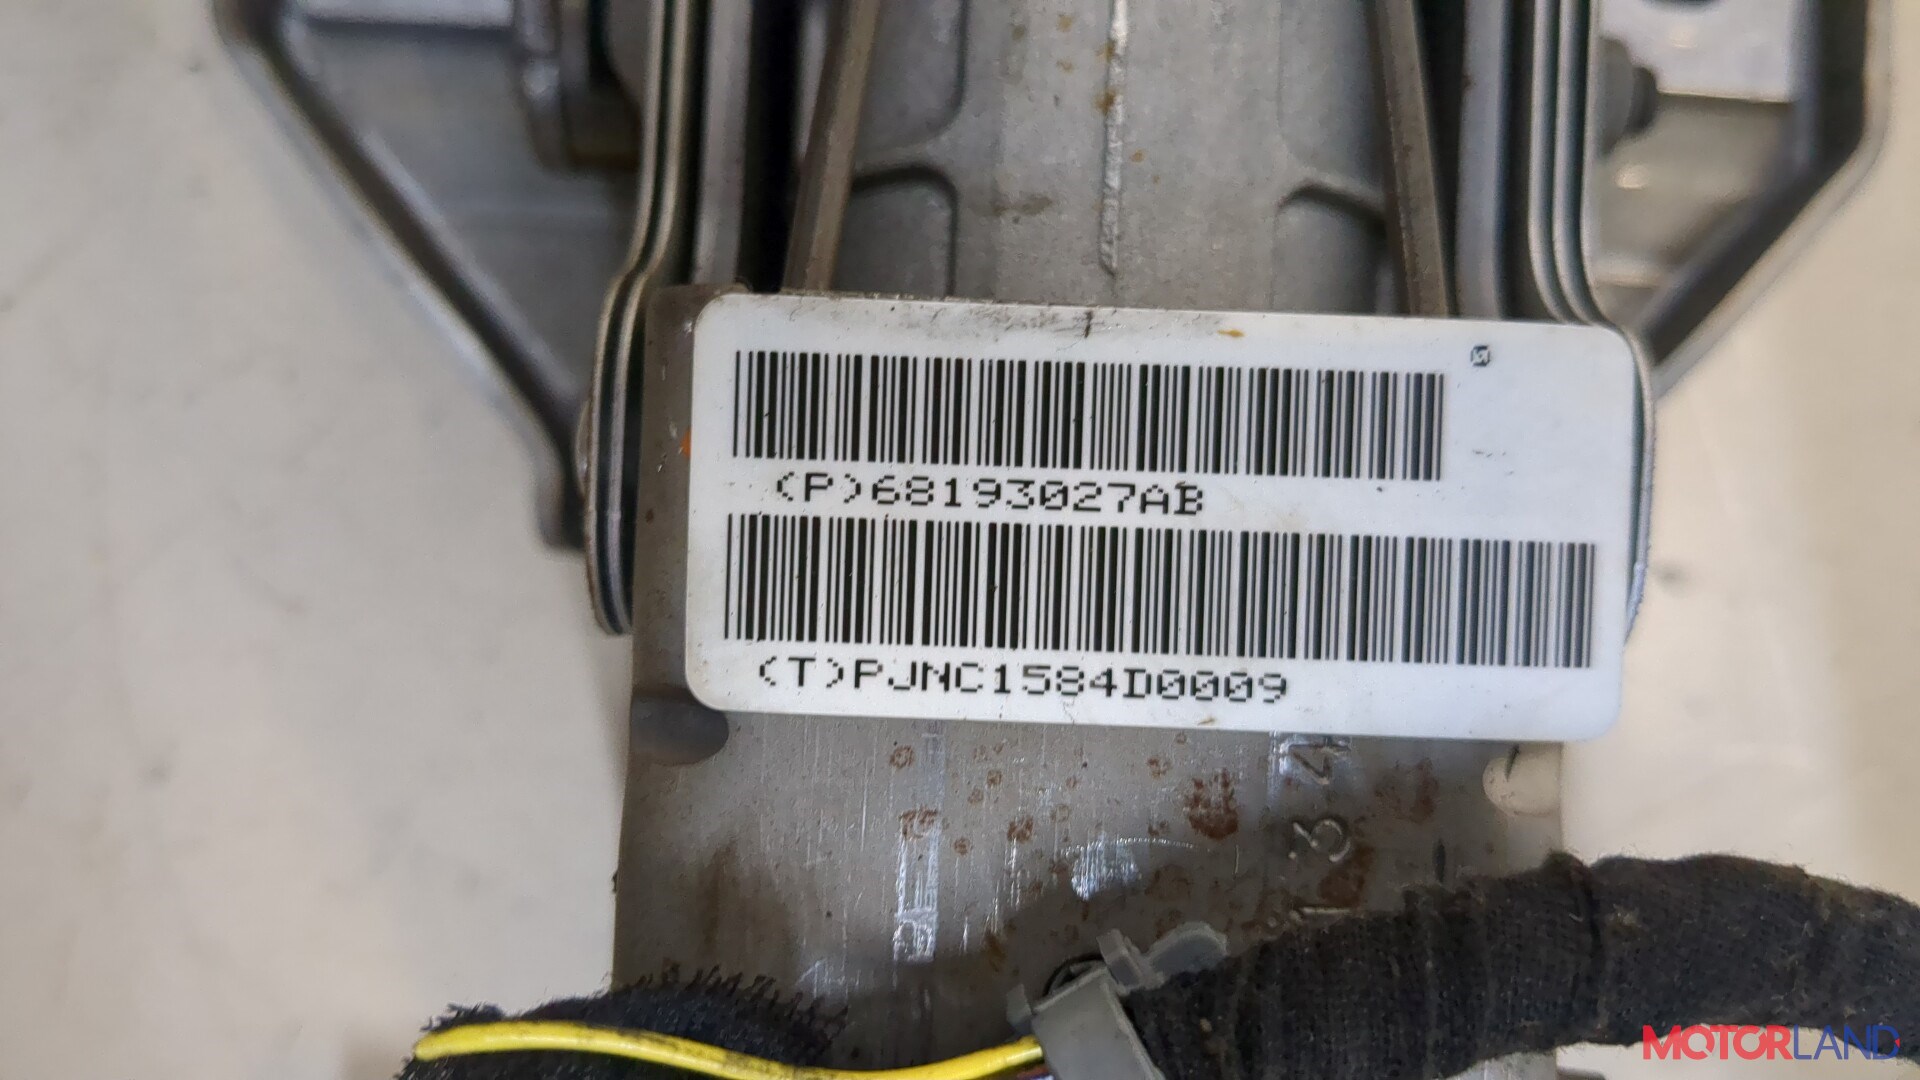 (P)68193027AB
(T)PJNC1584D0009
MOTORLAND